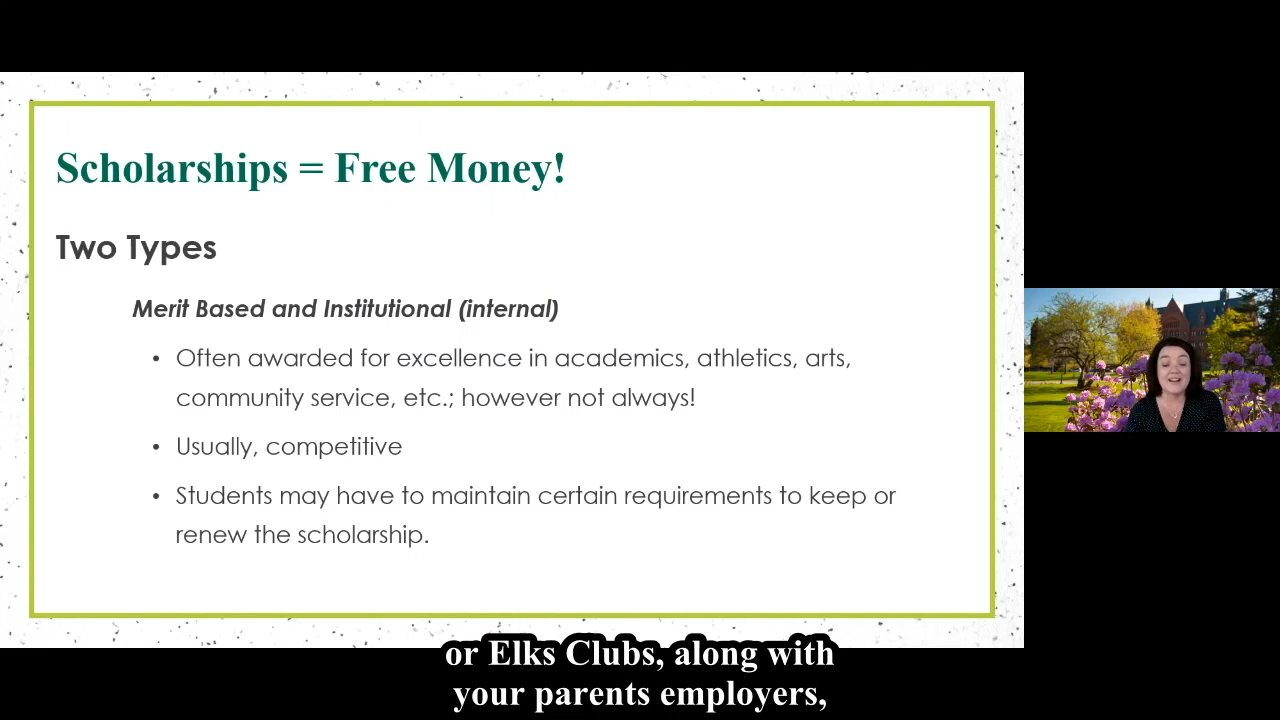 Scholarships = Free Money!
Two Types
Merit Based and Institutional (internal)
• Often awarded for excellence in academics, athletics, arts,
community service, etc.; however not always!
• Usually, competitive
• Students may have to maintain certain requirements to keep or
renew the scholarship.
or Elks Clubs, along with
your parents employers,